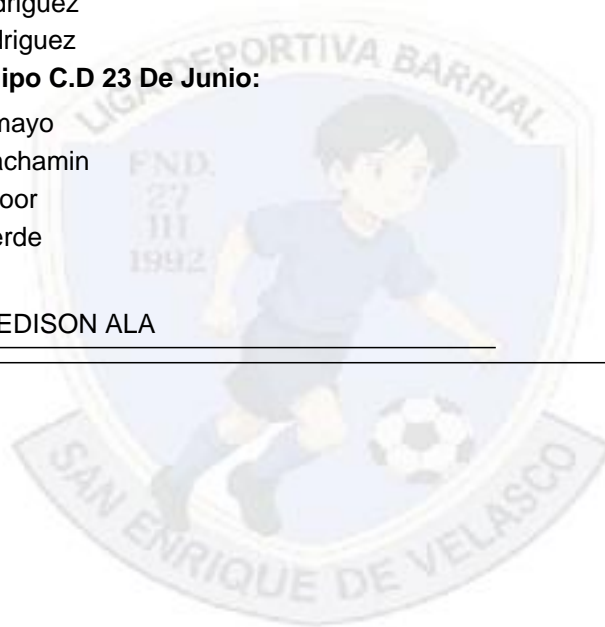 driguez
driguez
ipo C.D 23 De Junio:
mayo
achamin
oor
erde
EDISON ALA
LIGA DEPORTIVA BARRIAL
FND.
27
III
1992
SAN ENRIQUE DE VELASCO